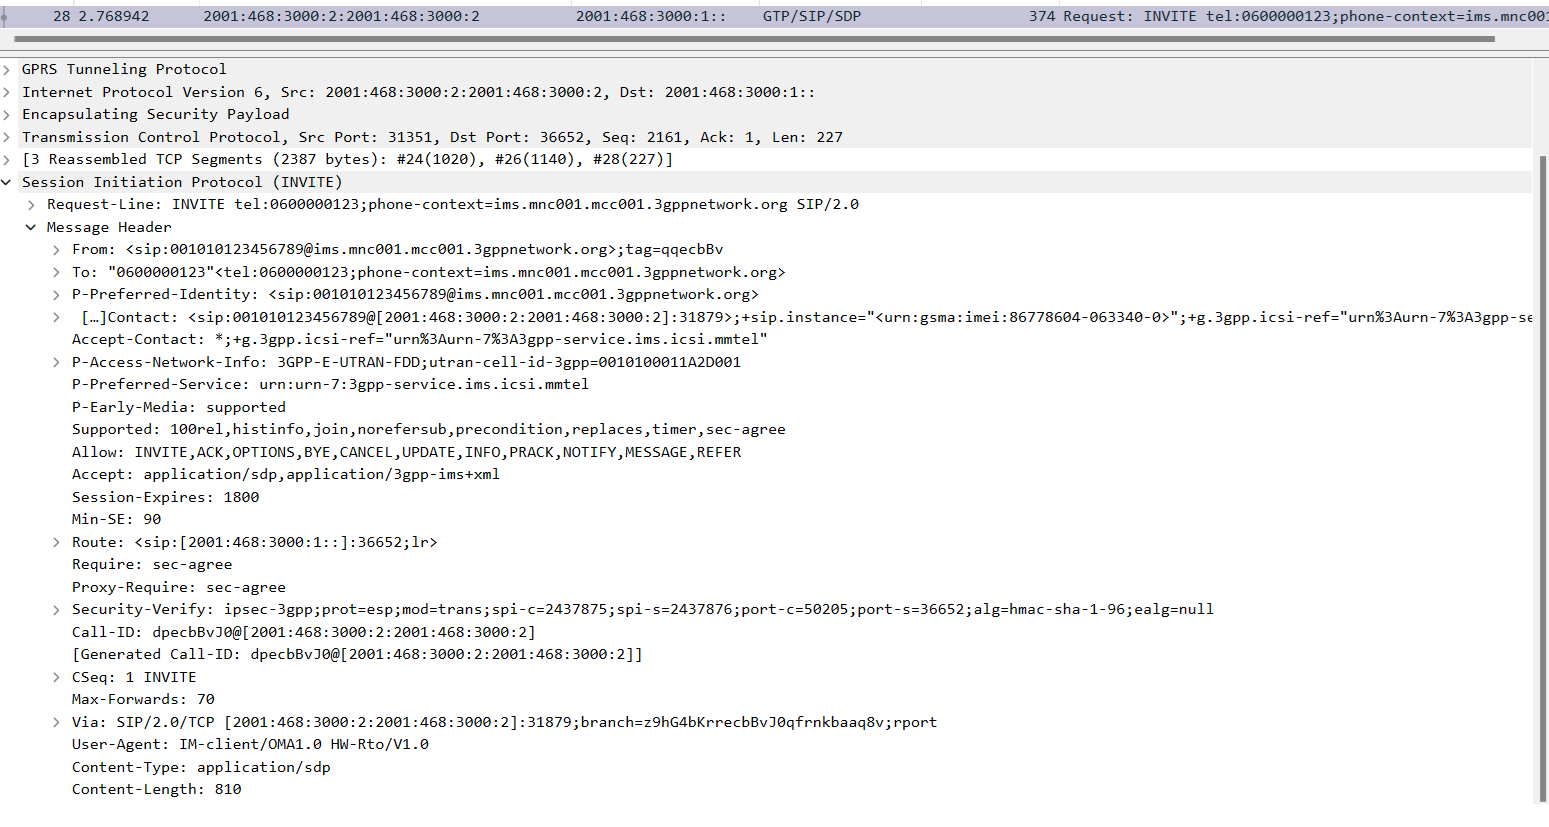 28 2.768942 2001:468:3000:2:2001:468:3000:2 2001:468:3000:1:: GTP/SIP/SDP 374 Request: INVITE tel:0600000123;phone-context=ims.mnc001
GPRS Tunneling Protocol
Internet Protocol Version 6, Src: 2001:468:3000:2:2001:468:3000:2, Dst: 2001:468:3000:1::
Encapsulating Security Payload
Transmission Control Protocol, Src Port: 31351, Dst Port: 36652, Seq: 2161, Ack: 1, Len: 227
[3 Reassembled TCP Segments (2387 bytes): #24(1020), #26(1140), #28(227)]
Session Initiation Protocol (INVITE)
Request-Line: INVITE tel:0600000123;phone-context=ims.mnc001.mcc001.3gppnetwork.org SIP/2.0
Message Header
From: <sip:001010123456789@ims.mnc001.mcc001.3gppnetwork.org>;tag=qqecbBv
To: "0600000123"<tel:0600000123;phone-context=ims.mnc001.mcc001.3gppnetwork.org>
P-Preferred-Identity: <sip:001010123456789@ims.mnc001.mcc001.3gppnetwork.org>
[…]Contact: <sip:001010123456789@[2001:468:3000:2:2001:468:3000:2]:31879>;+sip.instance="<urn:gsma:imei:86778604-063340-0>";+g.3gpp.icsi-ref="urn%3Aurn-7%3A3gpp-se
Accept-Contact: *;+g.3gpp.icsi-ref="urn%3Aurn-7%3A3gpp-service.ims.icsi.mmtel"
P-Access-Network-Info: 3GPP-E-UTRAN-FDD;utran-cell-id-3gpp=0010100011A2D001
P-Preferred-Service: urn:urn-7:3gpp-service.ims.icsi.mmtel
P-Early-Media: supported
Supported: 100rel,histinfo,join,norefersub,precondition,replaces,timer,sec-agree
Allow: INVITE,ACK,OPTIONS,BYE,CANCEL,UPDATE,INFO,PRACK,NOTIFY,MESSAGE,REFER
Accept: application/sdp,application/3gpp-ims+xml
Session-Expires: 1800
Min-SE: 90
Route: <sip:[2001:468:3000:1::]:36652;lr>
Require: sec-agree
Proxy-Require: sec-agree
Security-Verify: ipsec-3gpp;prot=esp;mod=trans;spi-c=2437875;spi-s=2437876;port-c=50205;port-s=36652;alg=hmac-sha-1-96;ealg=null
Call-ID: dpecbBvJ0@[2001:468:3000:2:2001:468:3000:2]
[Generated Call-ID: dpecbBvJ0@[2001:468:3000:2:2001:468:3000:2]]
CSeq: 1 INVITE
Max-Forwards: 70
Via: SIP/2.0/TCP [2001:468:3000:2:2001:468:3000:2]:31879;branch=z9hG4bKrrecbBvJ0qfrnkbaaq8v;rport
User-Agent: IM-client/OMA1.0 HW-Rto/V1.0
Content-Type: application/sdp
Content-Length: 810